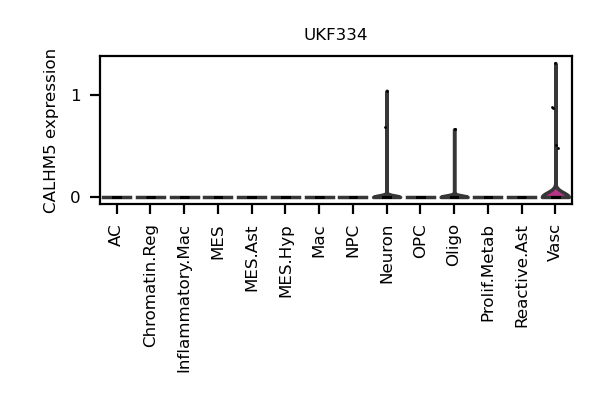 UKF334
CALHM5 expression
1
0
AC
Chromatin.Reg
Inflammatory.Mac
MES
MES.Ast
MES.Hyp
Mac
NPC
Neuron
OPC
Oligo
Prolif.Metab
Reactive.Ast
Vasc